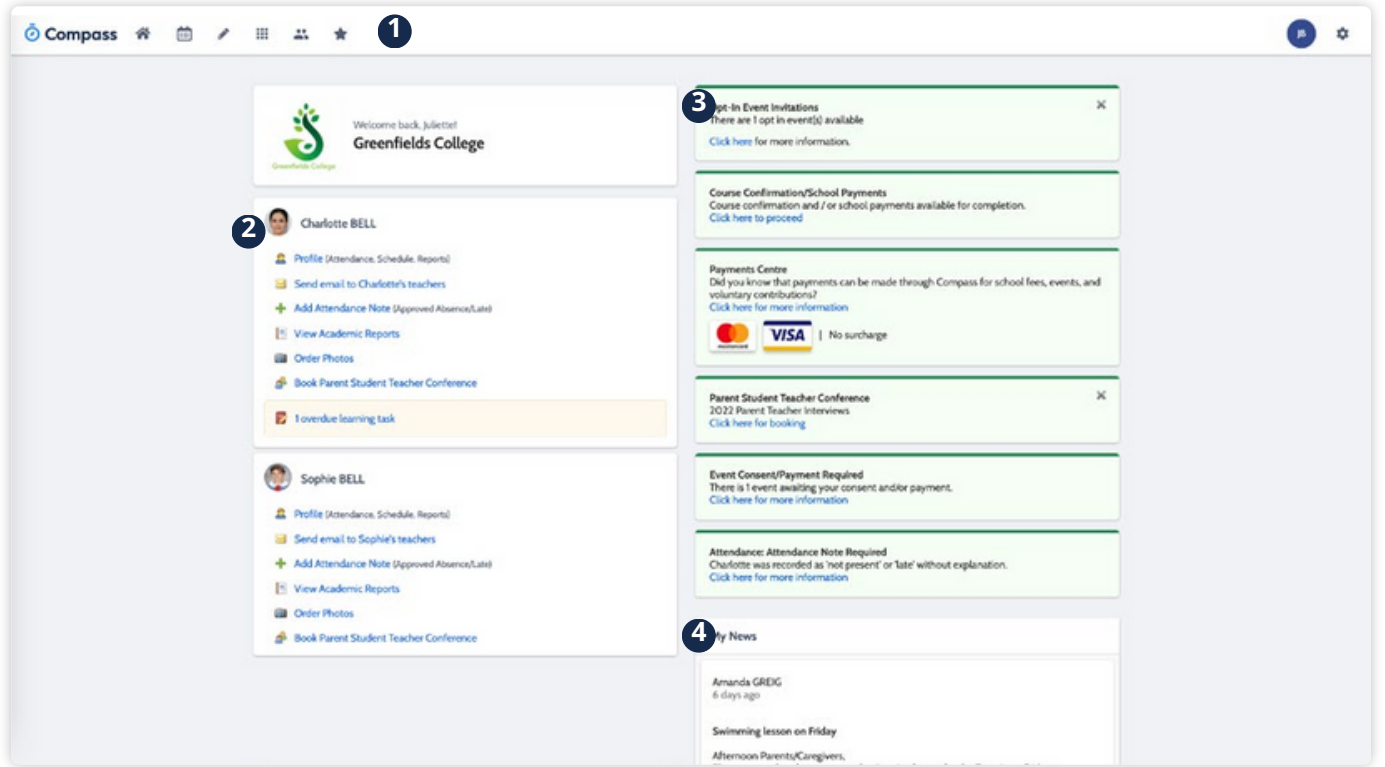 Compass
1
Welcome back, Juliette!
Greenfields College
Greenfields College
2
Charlotte BELL
Profile (Attendance, Schedule, Reports)
Send email to Charlotte's teachers
Add Attendance Note (Approved Absence/Late)
View Academic Reports
Order Photos
Book Parent Student Teacher Conference
1 overdue learning task
Sophie BELL
Profile (Attendance, Schedule, Reports)
Send email to Sophie's teachers
Add Attendance Note (Approved Absence/Late)
View Academic Reports
Order Photos
Book Parent Student Teacher Conference
3
pt-In Event Invitations
There are 1 opt in event(s) available
Click here for more information.
Course Confirmation/School Payments
Course confirmation and / or school payments available for completion.
Click here to proceed
Payments Centre
Did you know that payments can be made through Compass for school fees, events, and
voluntary contributions?
Click here for more information
mastercard VISA | No surcharge
Parent Student Teacher Conference
2022 Parent Teacher Interviews
Click here for booking
Event Consent/Payment Required
There is 1 event awaiting your consent and/or payment.
Click here for more information
Attendance: Attendance Note Required
Charlotte was recorded as 'not present' or 'late' without explanation.
Click here for more information
4
My News
Amanda GREIG
6 days ago
Swimming lesson on Friday
Afternoon Parents/Caregivers,